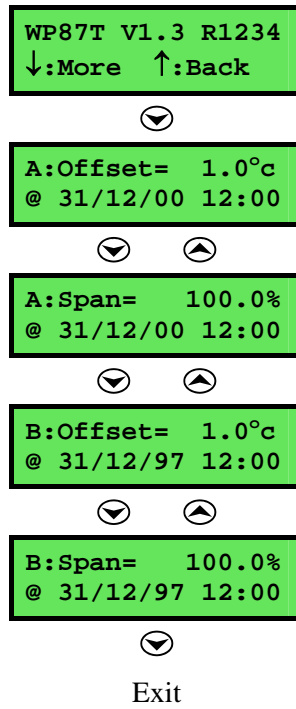 WP87T V1.3 R1234
↓:More ↑:Back
A:Offset= 1.0°c
@ 31/12/00 12:00
A:Span= 100.0%
@ 31/12/00 12:00
B:Offset= 1.0°c
@ 31/12/97 12:00
B:Span= 100.0%
@ 31/12/97 12:00
Exit